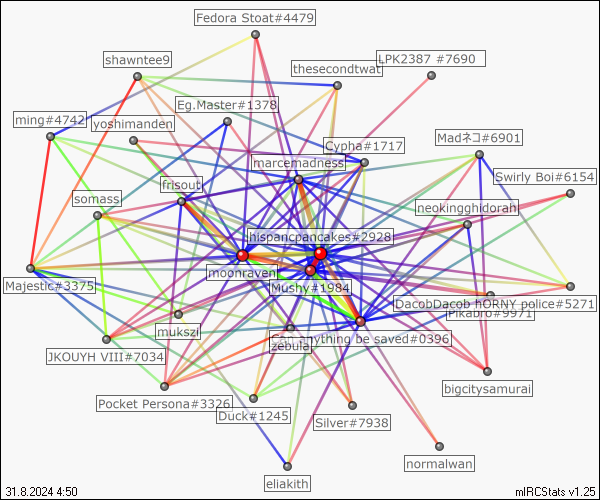 Fedora Stoat#4479
shawntee9
LPK2387 #7690
thesecondtwat
Eg.Master#1378
ming#4742
yoshimanden
Cypha#1717
Madネコ#6901
marcemadness
Swirly Boi#6154
frisout
somass
neokingghidorah
hispancpancakes#2928
moonraven
Majestic#3375
Mushy#1984
DacobDacob HORNY police#5271
Pikabro#9971
mukszi
Can anything be saved#0396
zebula
JKOUYH VIII#7034
bigcitysamurai
Pocket Persona#3326
Duck#1245
Silver#7938
normalwan
eliakith
31.8.2024 4:50
mIRCStats v1.25